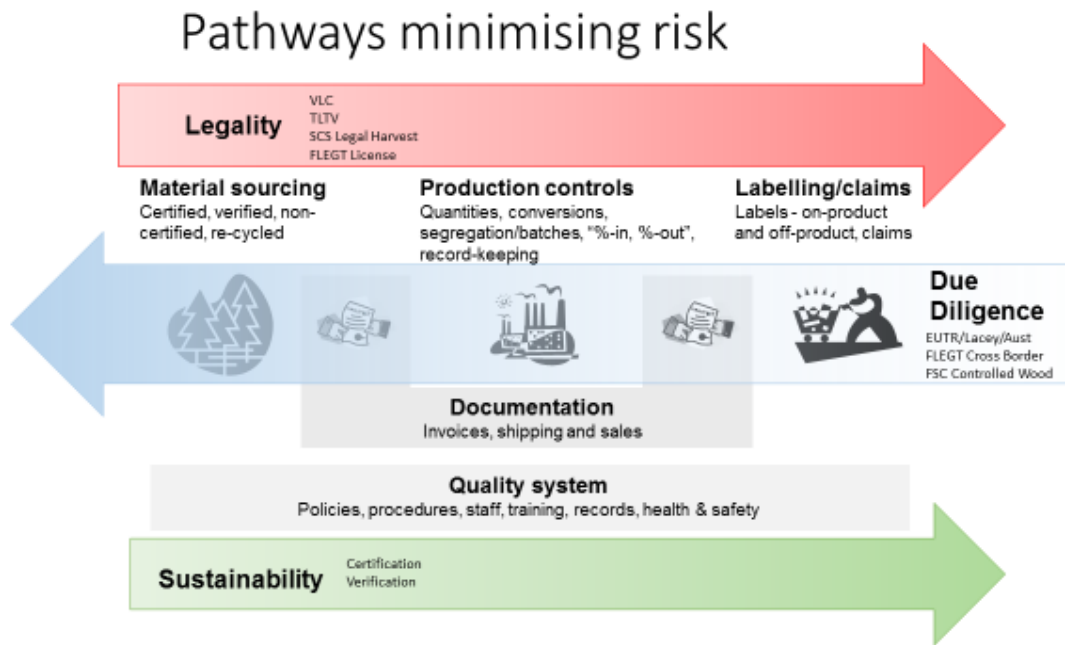 Pathways minimising risk
Legality
VLC
TLTV
SCS Legal Harvest
FLEGT License
Material sourcing
Certified, verified, non-
certified, re-cycled
Production controls
Quantities, conversions,
segregation/batches, "%-in, %-out",
record-keeping
Labelling/claims
Labels - on-product
and off-product, claims
Due
Diligence
EUTR/Lacey/Aust
FLEGT Cross Border
FSC Controlled Wood
Documentation
Invoices, shipping and sales
Quality system
Policies, procedures, staff, training, records, health & safety
Sustainability
Certification
Verification